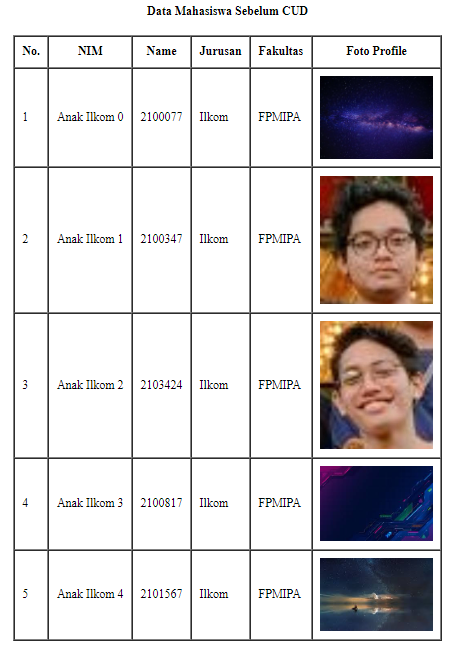 Data Mahasiswa Sebelum CUD
No. NIM Name Jurusan Fakultas Foto Profile
1 Anak Ilkom 0 2100077 Ilkom FPMIPA
2 Anak Ilkom 1 2100347 Ilkom FPMIPA
3 Anak Ilkom 2 2103424 Ilkom FPMIPA
4 Anak Ilkom 3 2100817 Ilkom FPMIPA
5 Anak Ilkom 4 2101567 Ilkom FPMIPA